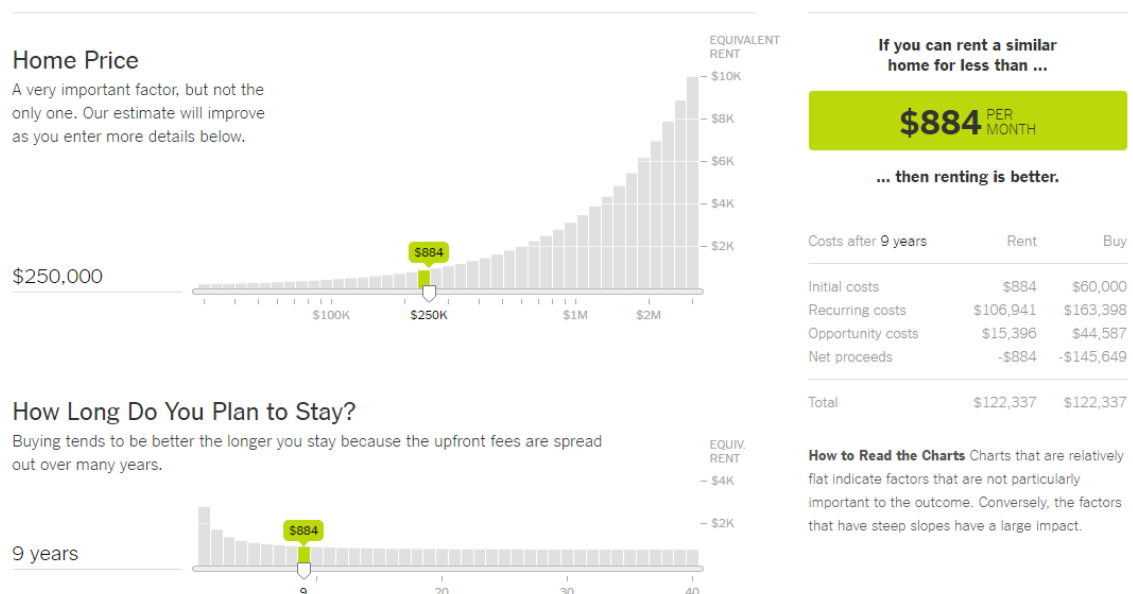 Home Price
A very important factor, but not the
only one. Our estimate will improve
as you enter more details below.
EQUIVALENT
RENT
$10K
$8K
$6K
$4K
$2K
$884
$250,000
$100K
$250K
$1M
$2M
How Long Do You Plan to Stay?
Buying tends to be better the longer you stay because the upfront fees are spread
out over many years.
EQUIV.
RENT
$4K
$2K
$884
9 years
9
20
30
40
If you can rent a similar
home for less than ...
$884 PER
MONTH
... then renting is better.
Costs after 9 years Rent Buy
Initial costs $884 $60,000
Recurring costs $106,941 $163,398
Opportunity costs $15,396 $44,587
Net proceeds -$884 -$145,649
Total $122,337 $122,337
How to Read the Charts Charts that are relatively
flat indicate factors that are not particularly
important to the outcome. Conversely, the factors
that have steep slopes have a large impact.